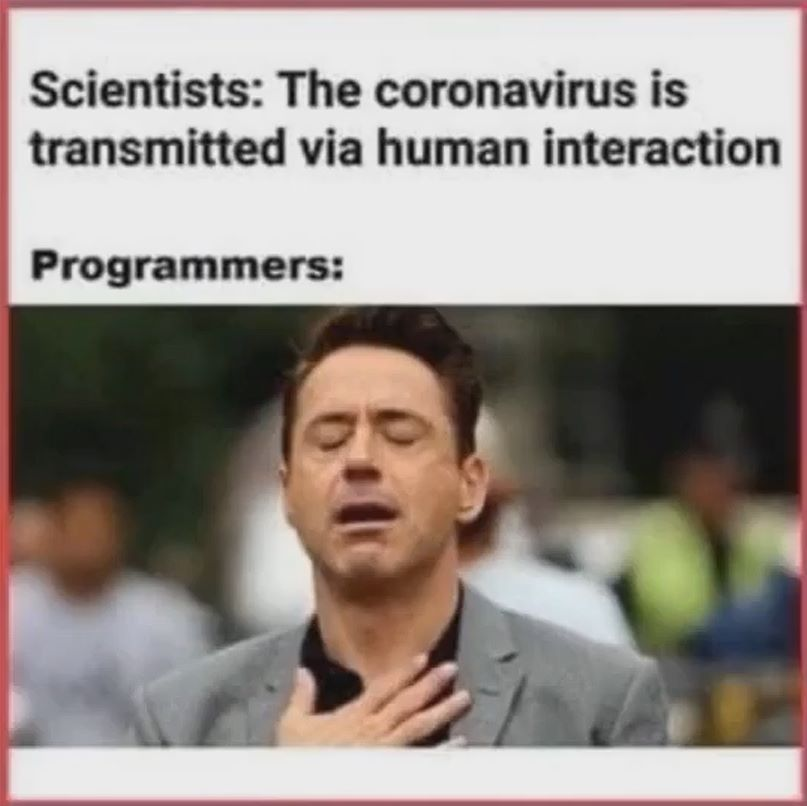 Scientists: The coronavirus is
transmitted via human interaction
Programmers: